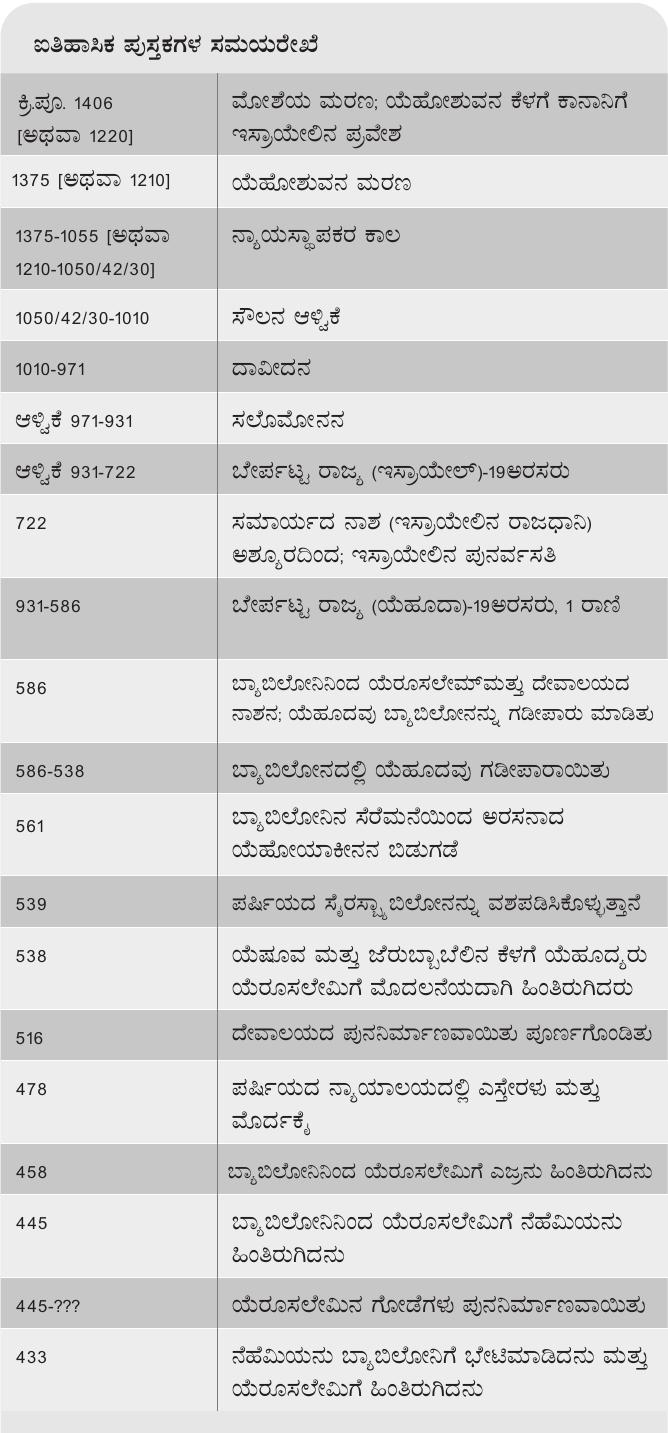 ಐತಿಹಾಸಿಕ ಪುಸ್ತಕಗಳ ಸಮಯರೇಖೆ
ಕ್ರಿ.ಪೂ. 1406
[ಅಥವಾ 1220]
ಮೋಶೆಯ ಮರಣ; ಯೆಹೋಶುವನ ಕೆಳಗೆ ಕಾನಾನಿಗೆ
ಇಸ್ರಾಯೇಲಿನ ಪ್ರವೇಶ
1375 [ಅಥವಾ 1210]
ಯೆಹೋಶುವನ ಮರಣ
1375-1055 [ಅಥವಾ
1210-1050/42/30]
ನ್ಯಾಯಸ್ಥಾಪಕರ ಕಾಲ
1050/42/30-1010
ಸೌಲನ ಆಳ್ವಿಕೆ
1010-971
ದಾವೀದನ
ಆಳ್ವಿಕೆ 971-931
ಸಲೊಮೋನನ
ಆಳ್ವಿಕೆ 931-722
ಬೇರ್ಪಟ್ಟ ರಾಜ್ಯ (ಇಸ್ರಾಯೇಲ್)-19ಅರಸರು
722
ಸಮಾರ್ಯದ ನಾಶ (ಇಸ್ರಾಯೇಲಿನ ರಾಜಧಾನಿ)
ಅಶ್ಶೂರದಿಂದ; ಇಸ್ರಾಯೇಲಿನ ಪುನರ್ವಸತಿ
931-586
ಬೇರ್ಪಟ್ಟ ರಾಜ್ಯ (ಯೆಹೂದಾ)-19ಅರಸರು, 1 ರಾಣಿ
586
ಬ್ಯಾಬಿಲೋನಿನಿಂದ ಯೆರೂಸಲೇಮ್‌ಮತ್ತು ದೇವಾಲಯದ
ನಾಶನ; ಯೆಹೂದವು ಬ್ಯಾಬಿಲೋನನ್ನು ಗಡೀಪಾರು ಮಾಡಿತು
586-538
ಬ್ಯಾಬಿಲೋನದಲ್ಲಿ ಯೆಹೂದವು ಗಡೀಪಾರಾಯಿತು
561
ಬ್ಯಾಬಿಲೋನಿನ ಸೆರೆಮನೆಯಿಂದ ಅರಸನಾದ
ಯೆಹೋಯಾಕೀನನ ಬಿಡುಗಡೆ
539
ಪರ್ಷಿಯದ ಸೈರಸ್ಬ್ಯಾಬಿಲೋನನ್ನು ವಶಪಡಿಸಿಕೊಳ್ಳುತ್ತಾನೆ
538
ಯೆಷೂವ ಮತ್ತು ಜೆರುಬ್ಬಾಬೆಲಿನ ಕೆಳಗೆ ಯೆಹೂದ್ಯರು
ಯೆರೂಸಲೇಮಿಗೆ ಮೊದಲನೆಯದಾಗಿ ಹಿಂತಿರುಗಿದರು
516
ದೇವಾಲಯದ ಪುನನಿರ್ಮಾಣವಾಯಿತು ಪೂರ್ಣಗೊಂಡಿತು
478
ಪರ್ಷಿಯದ ನ್ಯಾಯಾಲಯದಲ್ಲಿ ಎಸ್ತೇರಳು ಮತ್ತು
ಮೊರ್ದಕೈ
458
ಬ್ಯಾಬಿಲೋನಿನಿಂದ ಯೆರೂಸಲೇಮಿಗೆ ಎಜ್ರನು ಹಿಂತಿರುಗಿದನು
445
ಬ್ಯಾಬಿಲೋನಿನಿಂದ ಯೆರೂಸಲೇಮಿಗೆ ನೆಹೆಮಿಯನು
ಹಿಂತಿರುಗಿದನು
445-???
ಯೆರೂಸಲೇಮಿನ ಗೋಡೆಗಳು ಪುನನಿರ್ಮಾಣವಾಯಿತು
433
ನೆಹೆಮಿಯನು ಬ್ಯಾಬಿಲೋನಿಗೆ ಭೇಟಿಮಾಡಿದನು ಮತ್ತು
ಯೆರೂಸಲೇಮಿಗೆ ಹಿಂತಿರುಗಿದನು